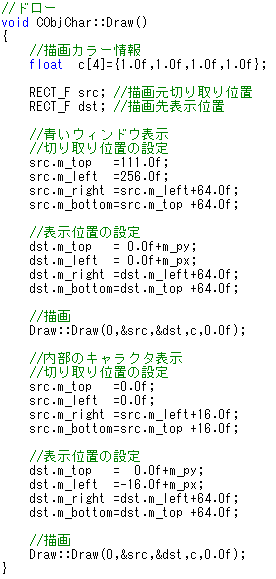 //ドロー
void CObjChar::Draw()
{
//描画カラー情報
float  c[4]={1.0f,1.0f,1.0f,1.0f};
RECT_F src; //描画元切り取り位置
RECT_F dst; //描画先表示位置
//青いウィンドウ表示
//切り取り位置の設定
src.m_top   =111.0f;
src.m_left  =256.0f;
src.m_right =src.m_left+64.0f;
src.m_bottom=src.m_top +64.0f;
//表示位置の設定
dst.m_top   = 0.0f+m_py;
dst.m_left  = 0.0f+m_px;
dst.m_right =dst.m_left+64.0f;
dst.m_bottom=dst.m_top +64.0f;
//描画
Draw::Draw(0,&src,&dst,c,0.0f);
//内部のキャラクタ表示
//切り取り位置の設定
src.m_top   =0.0f;
src.m_left  =0.0f;
src.m_right =src.m_left+16.0f;
src.m_bottom=src.m_top +16.0f;
//表示位置の設定
dst.m_top   =  0.0f+m_py;
dst.m_left  =-16.0f+m_px;
dst.m_right =dst.m_left+64.0f;
dst.m_bottom=dst.m_top +64.0f;
//描画
Draw::Draw(0,&src,&dst,c,0.0f);
}